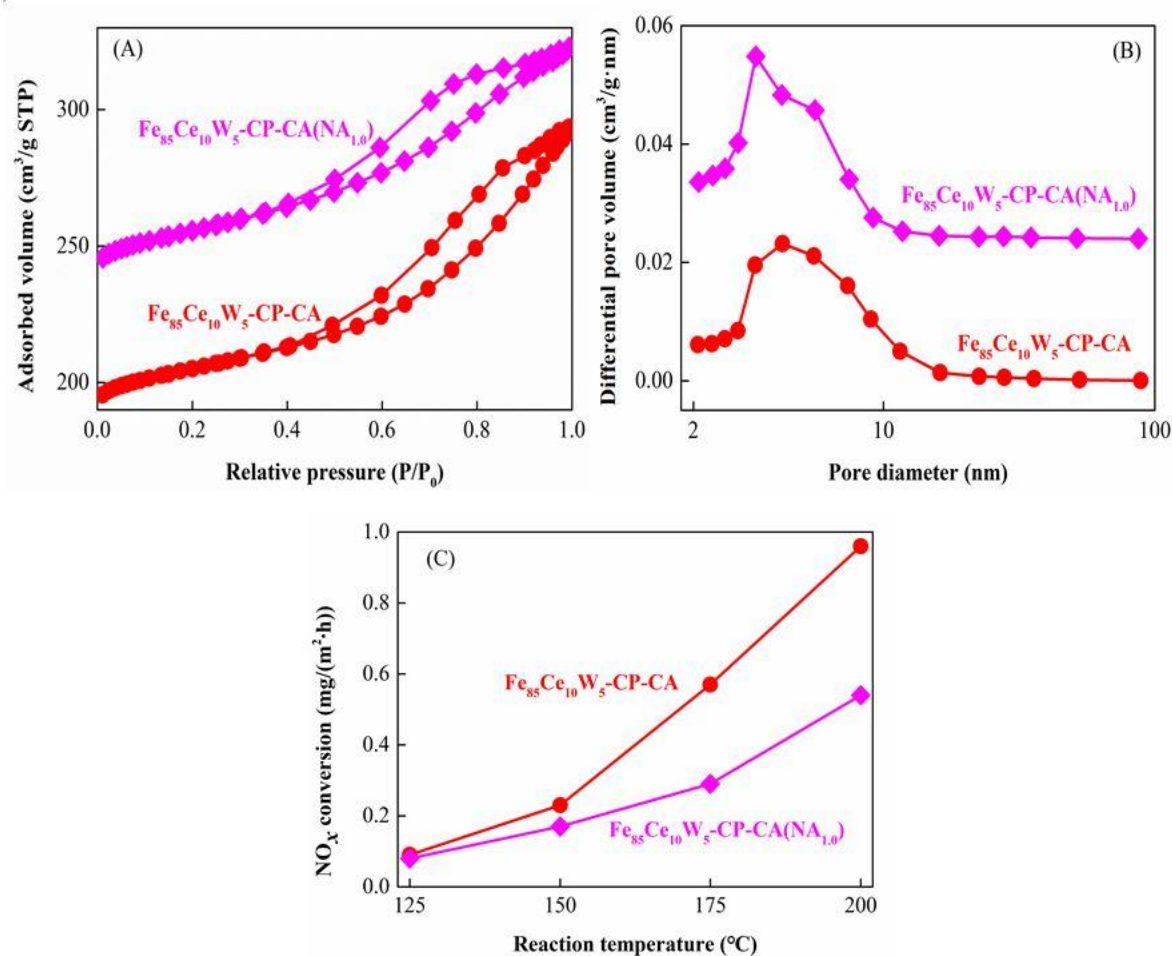 (A)
Adsorbed volume (cm³/g STP)
300
250
200
Fe₈₅Ce₁₀W₅-CP-CA(NA₁.₀)
Fe₈₅Ce₁₀W₅-CP-CA
0.0 0.2 0.4 0.6 0.8 1.0
Relative pressure (P/P₀)
(B)
Differential pore volume (cm³/g·nm)
0.06
0.04
0.02
0.00
Fe₈₅Ce₁₀W₅-CP-CA(NA₁.₀)
Fe₈₅Ce₁₀W₅-CP-CA
2 10 100
Pore diameter (nm)
(C)
NOx conversion (mg/(m²·h))
1.0
0.8
0.6
0.4
0.2
0.0
Fe₈₅Ce₁₀W₅-CP-CA
Fe₈₅Ce₁₀W₅-CP-CA(NA₁.₀)
125 150 175 200
Reaction temperature (°C)